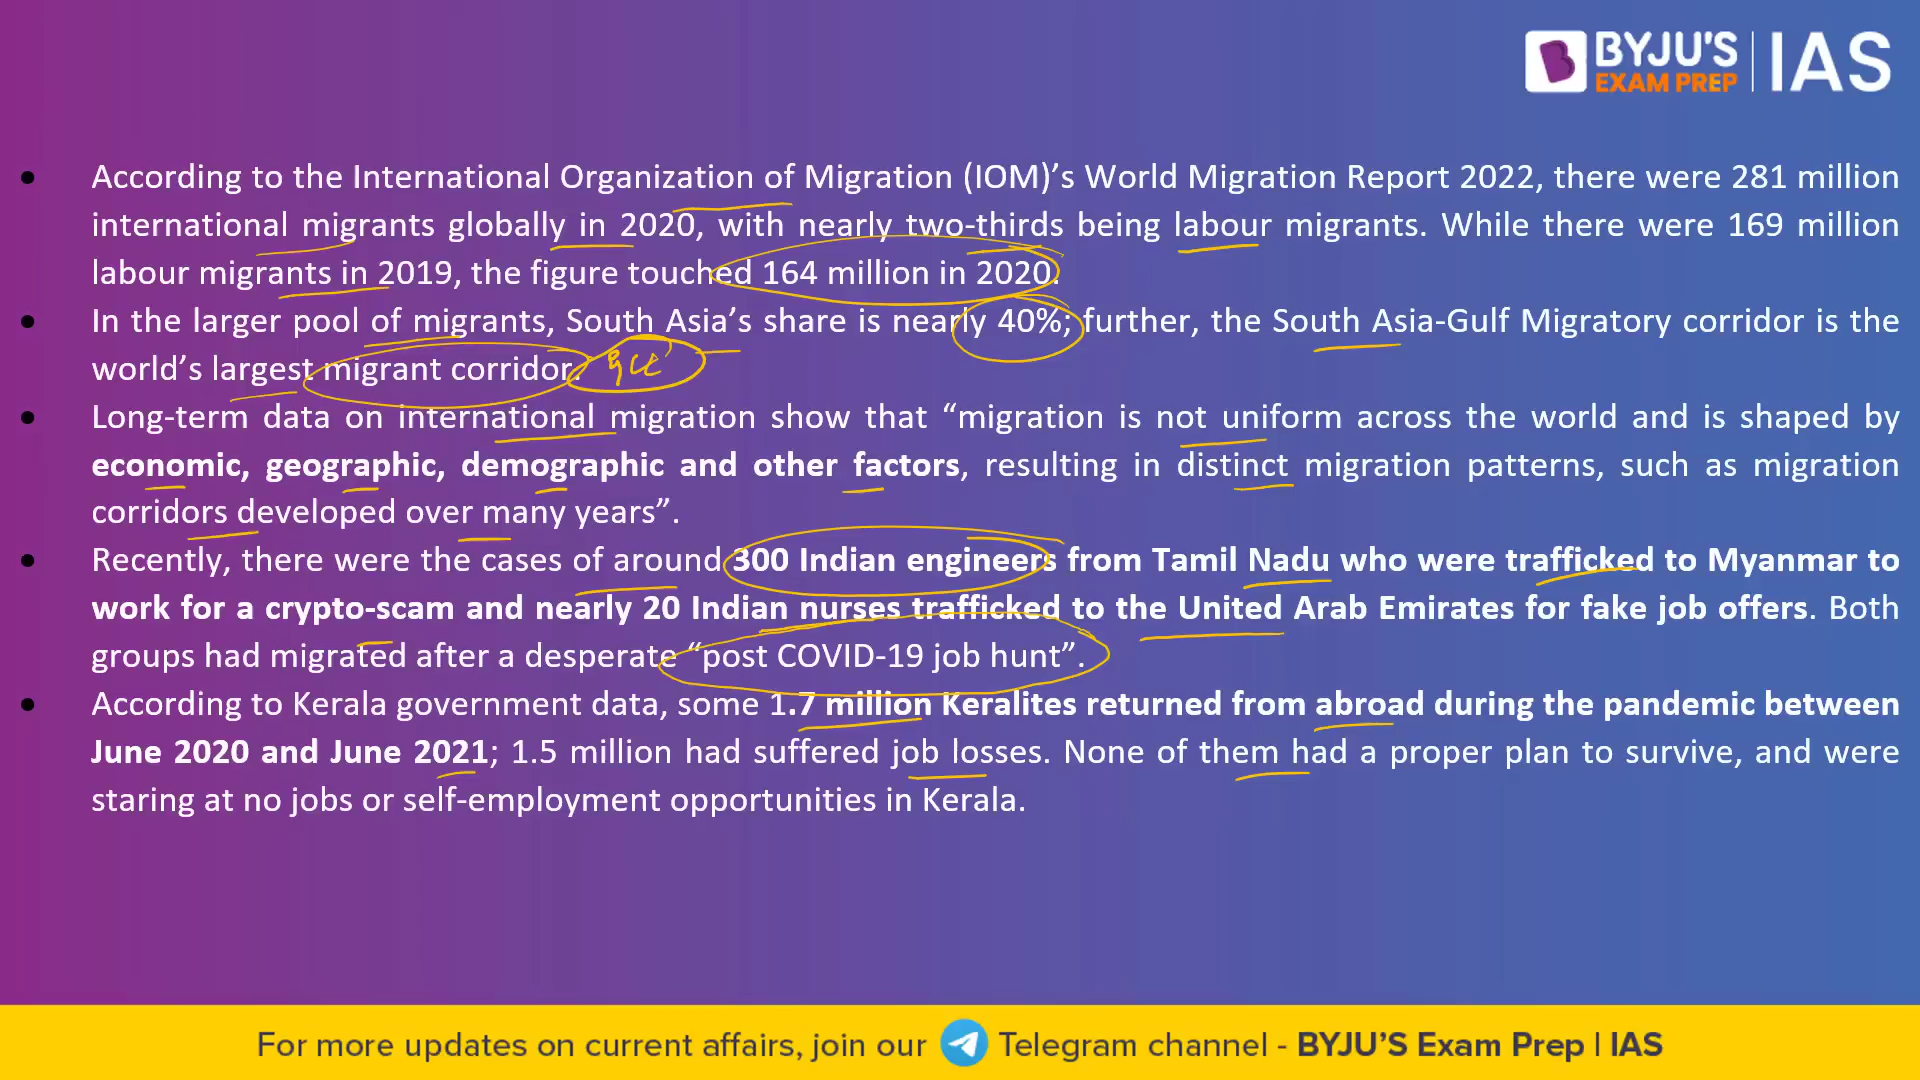 BYJU'S
EXAM PREP
IAS
• According to the International Organization of Migration (IOM)’s World Migration Report 2022, there were 281 million
international migrants globally in 2020, with nearly two-thirds being labour migrants. While there were 169 million
labour migrants in 2019, the figure touched 164 million in 2020.
• In the larger pool of migrants, South Asia’s share is nearly 40%; further, the South Asia-Gulf Migratory corridor is the
world’s largest migrant corridor.
• Long-term data on international migration show that “migration is not uniform across the world and is shaped by
economic, geographic, demographic and other factors, resulting in distinct migration patterns, such as migration
corridors developed over many years”.
• Recently, there were the cases of around 300 Indian engineers from Tamil Nadu who were trafficked to Myanmar to
work for a crypto-scam and nearly 20 Indian nurses trafficked to the United Arab Emirates for fake job offers. Both
groups had migrated after a desperate “post COVID-19 job hunt”.
• According to Kerala government data, some 1.7 million Keralites returned from abroad during the pandemic between
June 2020 and June 2021; 1.5 million had suffered job losses. None of them had a proper plan to survive, and were
staring at no jobs or self-employment opportunities in Kerala.
For more updates on current affairs, join our Telegram channel - BYJU’S Exam Prep | IAS